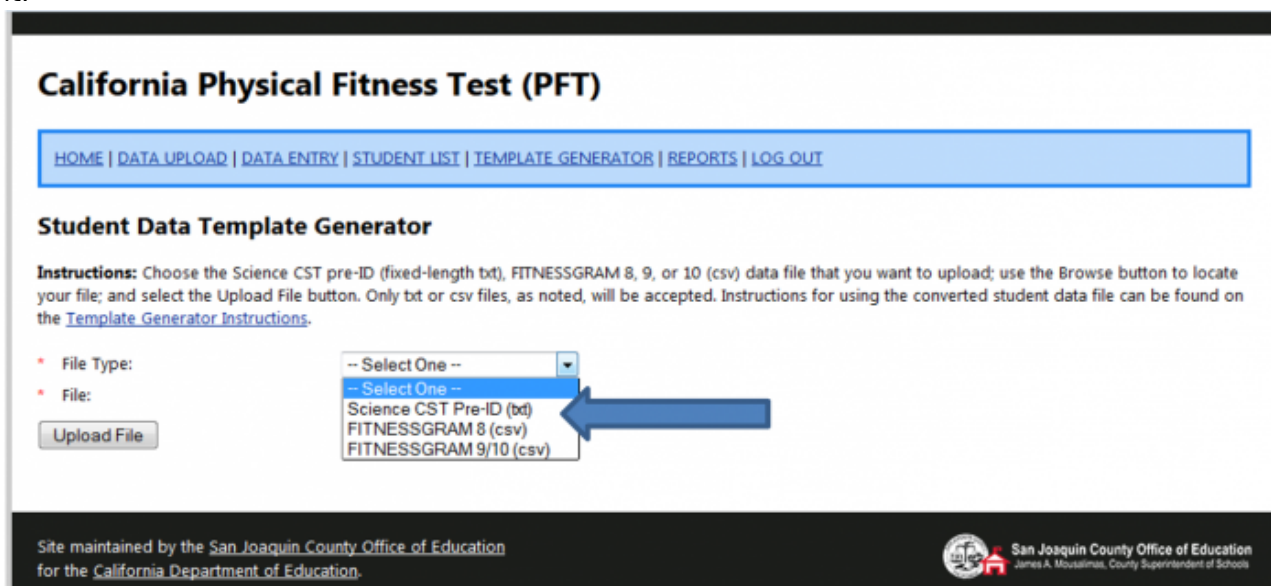 California Physical Fitness Test (PFT)
HOME | DATA UPLOAD | DATA ENTRY | STUDENT LIST | TEMPLATE GENERATOR | REPORTS | LOG OUT
Student Data Template Generator
Instructions: Choose the Science CST pre-ID (fixed-length txt), FITNESSGRAM 8, 9, or 10 (csv) data file that you want to upload; use the Browse button to locate
your file; and select the Upload File button. Only txt or csv files, as noted, will be accepted. Instructions for using the converted student data file can be found on
the Template Generator Instructions.
* File Type:
-- Select One --
-- Select One --
* File:
Science CST Pre-ID (txt)
FITNESSGRAM 8 (csv)
Upload File
FITNESSGRAM 9/10 (csv)
Site maintained by the San Joaquin County Office of Education
for the California Department of Education.
San Joaquin County Office of Education
James A. Mousalimas, County Superintendent of Schools